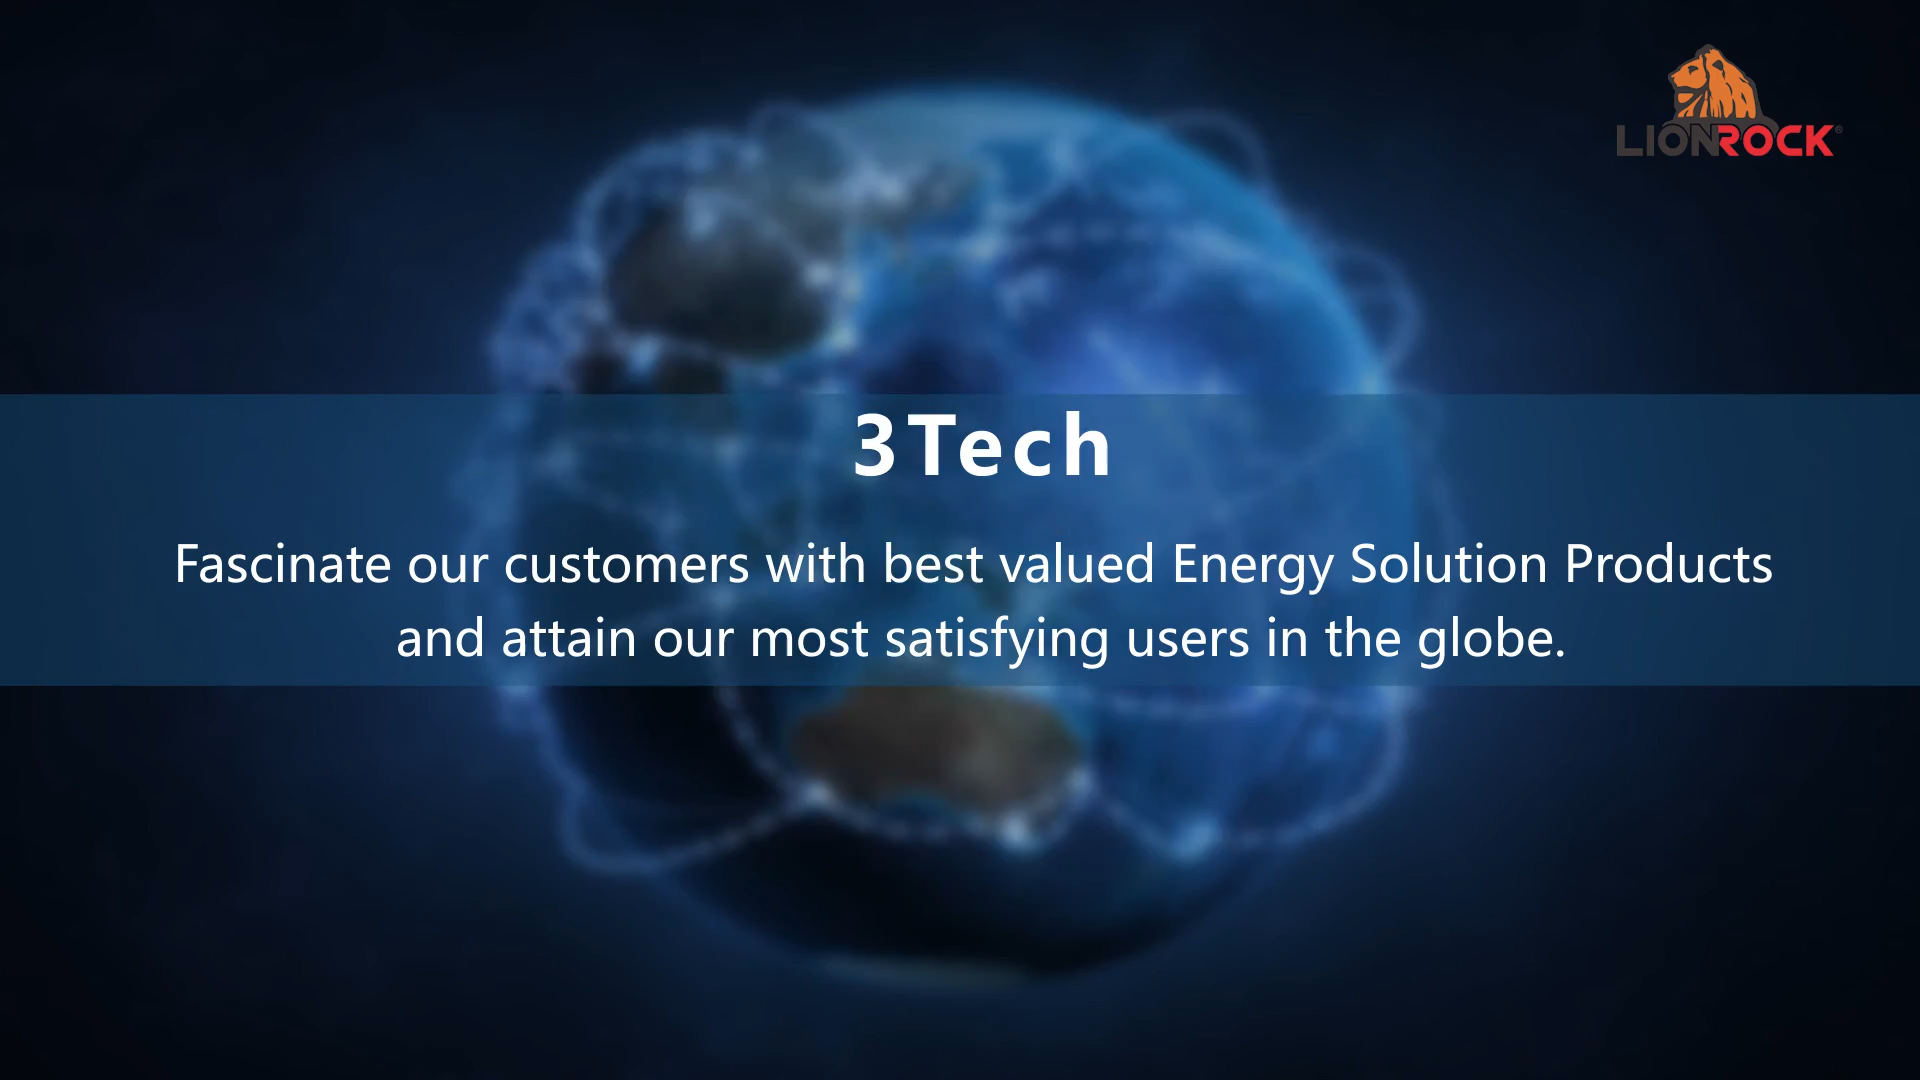 LIONROCK®
3Tech
Fascinate our customers with best valued Energy Solution Products
and attain our most satisfying users in the globe.